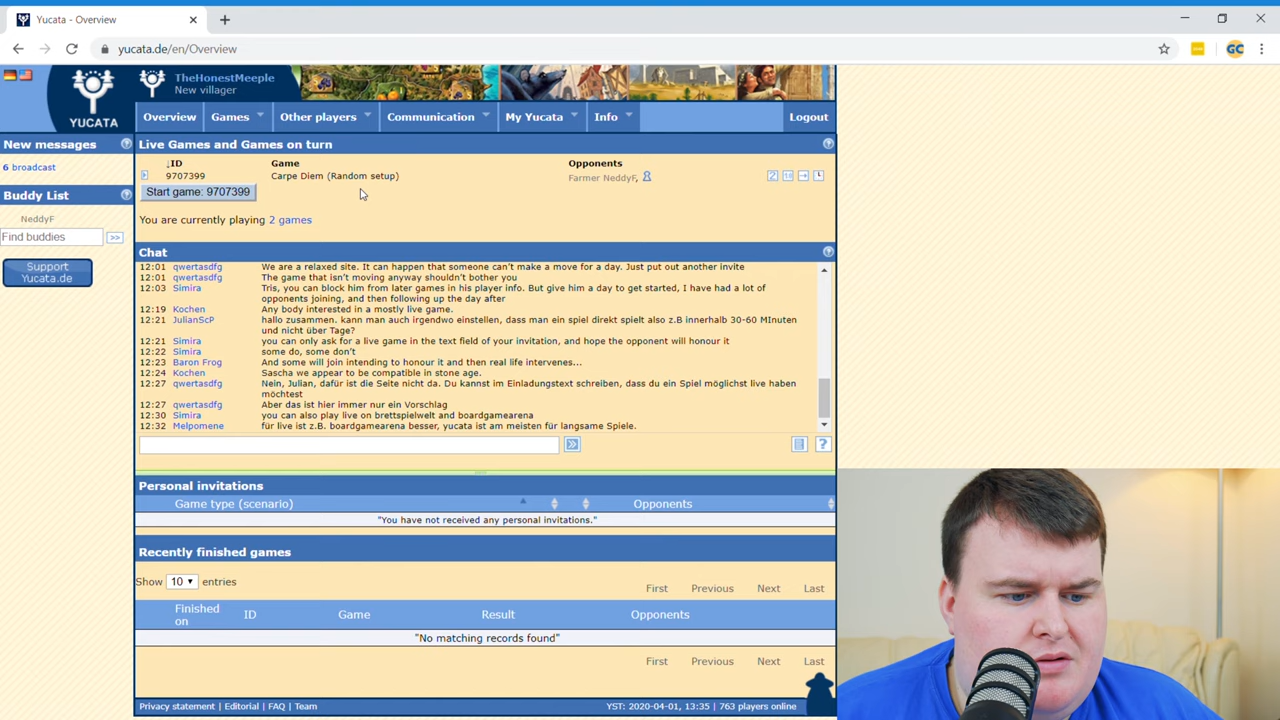 Yucata - Overview
yucata.de/en/Overview
GC
YUCATA
TheHonestMeeple
New villager
Overview Games Other players Communication My Yucata Info Logout
New messages
6 broadcast
Buddy List
NeddyF
Find buddies >>
Support
Yucata.de
Live Games and Games on turn
↓ID Game Opponents
9707399 Carpe Diem (Random setup) Farmer NeddyF,
Start game: 9707399
You are currently playing 2 games
Chat
12:01 qwertasdfg We are a relaxed site. It can happen that someone can't make a move for a day. Just put out another invite
12:01 qwertasdfg The game that isn't moving anyway shouldn't bother you
12:03 Simira Tris, you can block him from later games in his player info. But give him a day to get started, I have had a lot of
opponents joining, and then following up the day after
12:19 Kochen Any body interested in a mostly live game.
12:21 JulianScP hallo zusammen. kann man auch irgendwo einstellen, dass man ein spiel direkt spielt also z.B innerhalb 30-60 MInuten
und nicht über Tage?
12:21 Simira you can only ask for a live game in the text field of your invitation, and hope the opponent will honour it
12:22 Simira some do, some don't
12:23 Baron Frog And some will join intending to honour it and then real life intervenes...
12:24 Kochen Sascha we appear to be compatible in stone age.
12:27 qwertasdfg Nein, Julian, dafür ist die Seite nicht da. Du kannst im Einladungstext schreiben, dass du ein Spiel möglichst live haben
möchtest
12:27 qwertasdfg Aber das ist hier immer nur ein Vorschlag
12:30 Simira you can also play live on brettspielwelt and boardgamearena
12:32 Melpomene für live ist z.B. boardgamearena besser, yucata ist am meisten für langsame Spiele.
Personal invitations
Game type (scenario) Opponents
"You have not received any personal invitations."
Recently finished games
Show 10 entries
First Previous Next Last
Finished
on ID Game Result Opponents
"No matching records found"
First Previous Next Last
Privacy statement | Editorial | FAQ | Team YST: 2020-04-01, 13:35 | 763 players online